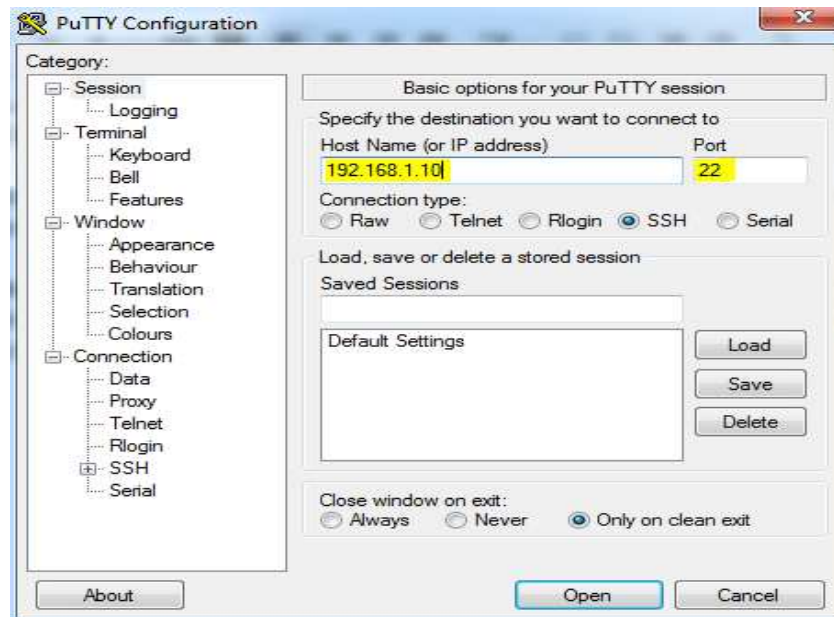 PuTTY Configuration
Category:
Session
Logging
Terminal
Keyboard
Bell
Features
Window
Appearance
Behaviour
Translation
Selection
Colours
Connection
Data
Proxy
Telnet
Rlogin
SSH
Serial
Basic options for your PuTTY session
Specify the destination you want to connect to
Host Name (or IP address) Port
192.168.1.10 22
Connection type:
Raw Telnet Rlogin SSH Serial
Load, save or delete a stored session
Saved Sessions
Default Settings
Load
Save
Delete
Close window on exit:
Always Never Only on clean exit
About Open Cancel